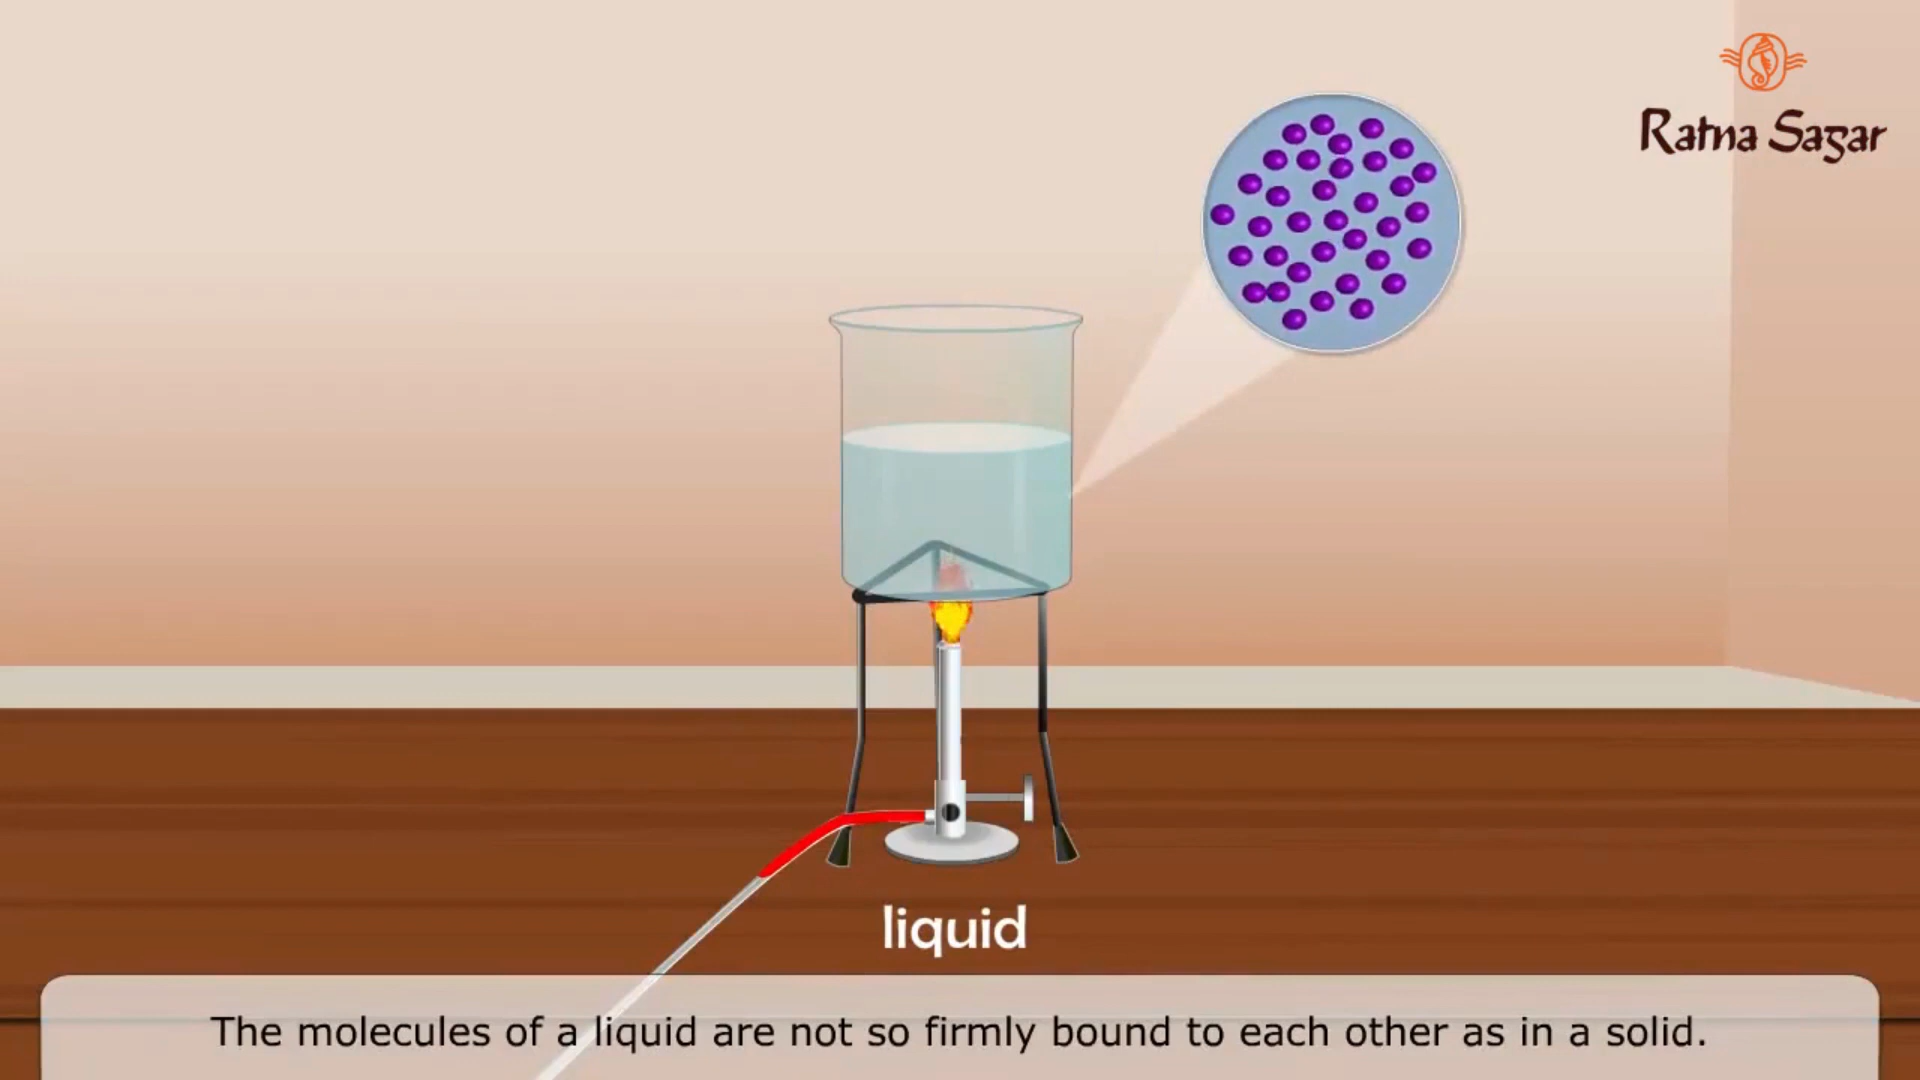 Ratna Sagar
liquid
The molecules of a liquid are not so firmly bound to each other as in a solid.